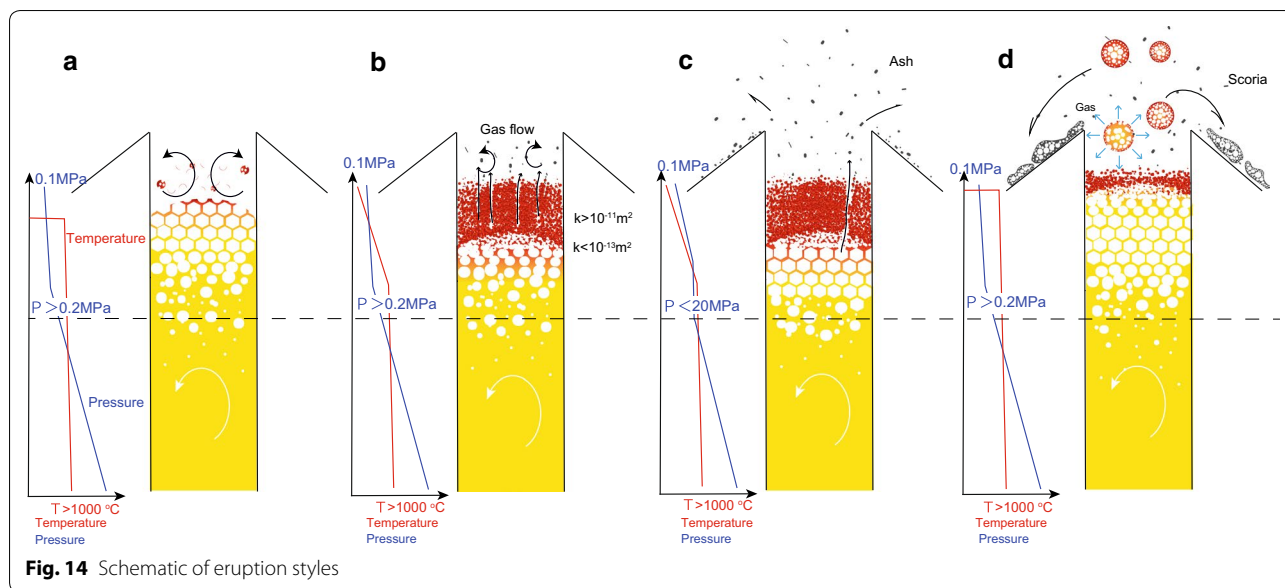 a
0.1MPa
Temperature
P >0.2MPa
Pressure
T >1000 °C
Temperature
Pressure
b
Gas flow
0.1MPa
k>10⁻¹¹m²
k<10⁻¹³m²
P >0.2MPa
T >1000 °C
Temperature
Pressure
c
Ash
0.1MPa
P <20MPa
T >1000 °C
Temperature
Pressure
d
Scoria
Gas
0.1MPa
P >0.2MPa
T >1000 °C
Temperature
Pressure
Fig. 14 Schematic of eruption styles